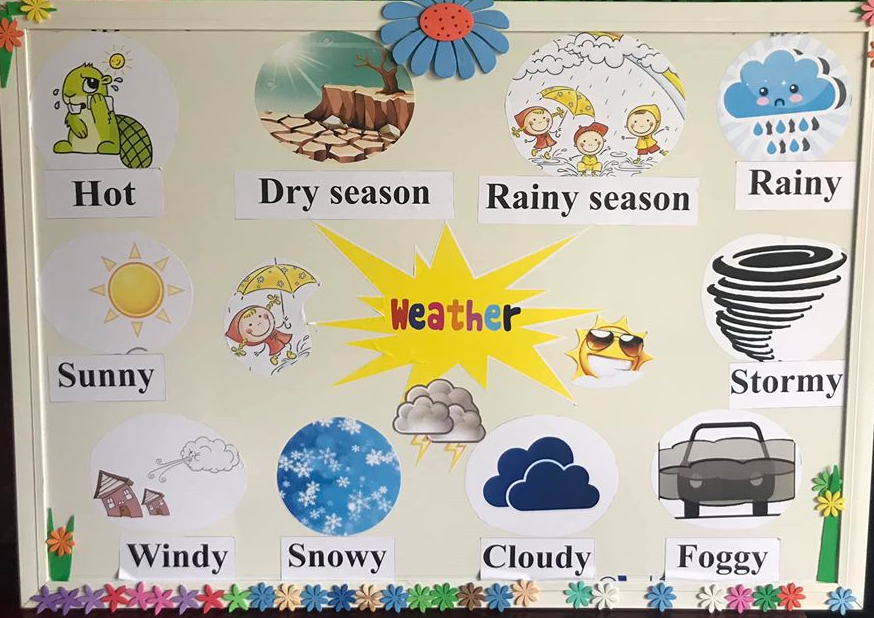 Hot
Dry season
Rainy season
Rainy
Weather
Sunny
Stormy
Windy
Snowy
Cloudy
Foggy